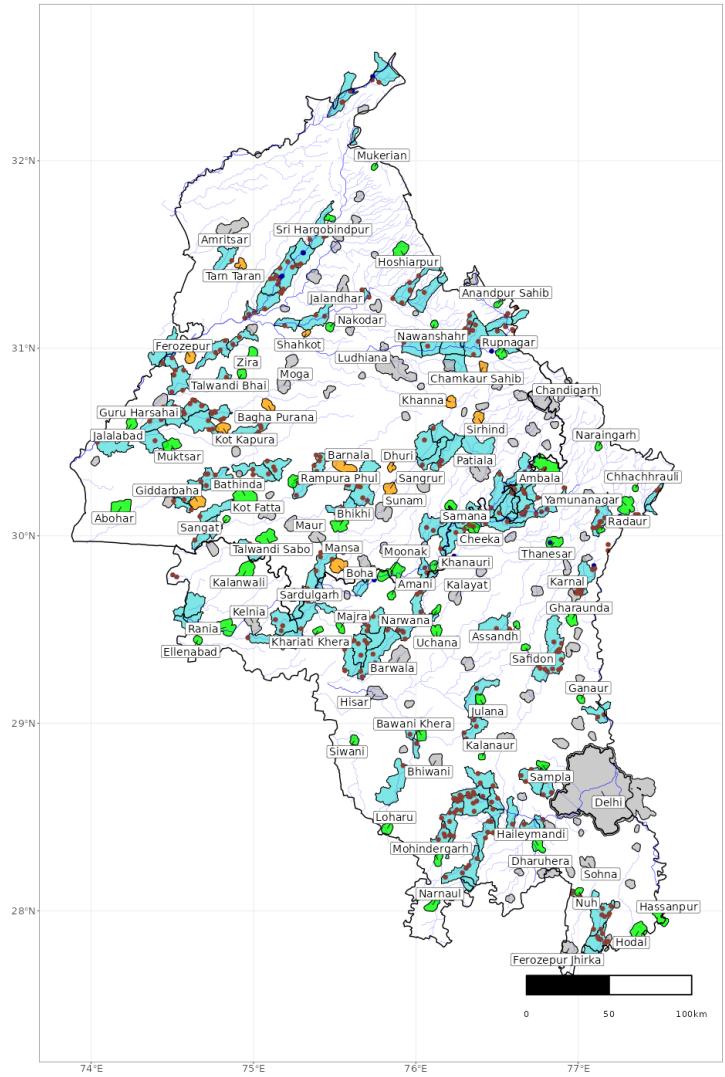 32°N
31°N
30°N
29°N
28°N
74°E
75°E
76°E
77°E
Mukerian
Sri Hargobindpur
Amritsar
Hoshiarpur
Tarn Taran
Anandpur Sahib
Jalandhar
Nakodar
Nawanshahr
Rupnagar
Shahkot
Ferozepur
Ludhiana
Zira
Moga
Chamkaur Sahib
Talwandi Bhai
Chandigarh
Khanna
Guru Harsahai
Bagha Purana
Sirhind
Jalalabad
Kot Kapura
Naraingarh
Muktsar
Barnala
Dhuri
Patiala
Rampura Phul
Sangrur
Ambala
Chhachhrauli
Bathinda
Giddarbaha
Sunam
Yamunanagar
Kot Fatta
Abohar
Bhikhi
Samana
Radaur
Sangat
Maur
Cheeka
Talwandi Sabo
Mansa
Moonak
Thanesar
Boha
Khanauri
Kalanwali
Amani
Kalayat
Karnal
Sardulgarh
Kelnia
Majra
Narwana
Gharaunda
Rania
Khariati Khera
Uchana
Assandh
Ellenabad
Safidon
Barwala
Hisar
Ganaur
Julana
Bawani Khera
Siwani
Kalanaur
Bhiwani
Sampla
Delhi
Loharu
Haileymandi
Mohindergarh
Dharuhera
Sohna
Narnaul
Nuh
Hassanpur
Hodal
Ferozepur Jhirka
0
50
100km